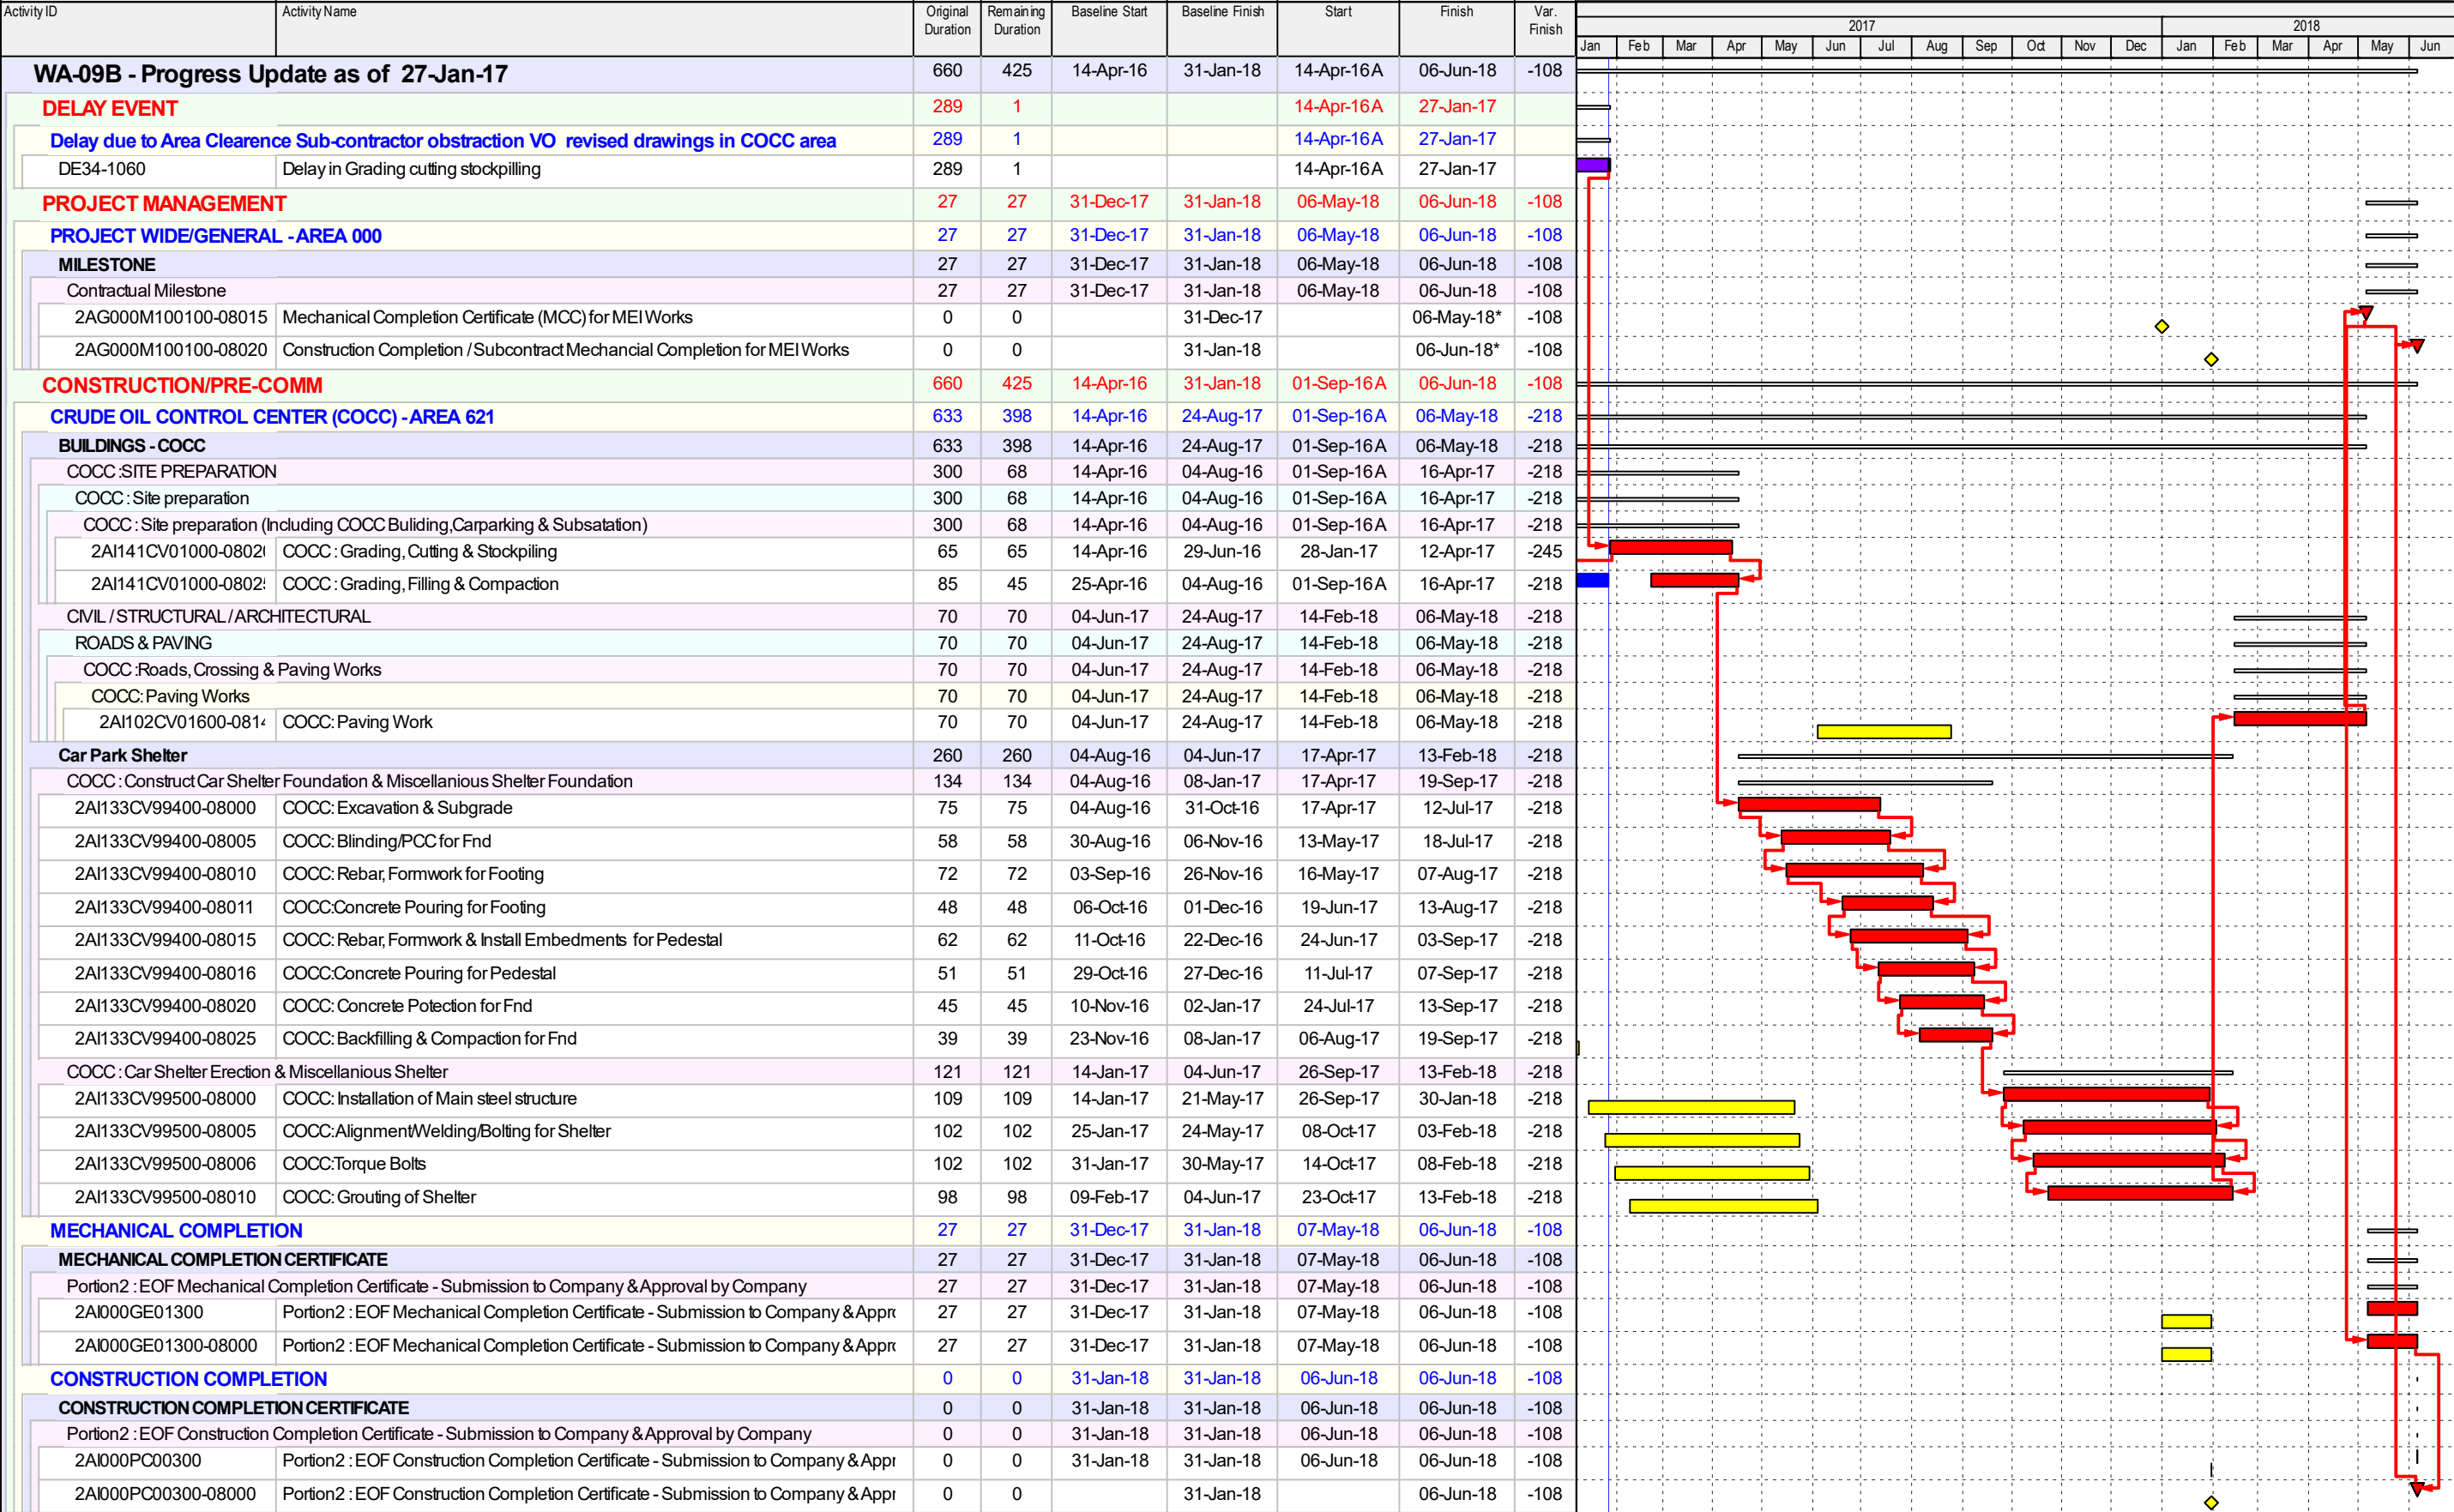 Activity ID Activity Name Original Duration Remaining Duration Baseline Start Baseline Finish Start Finish Var. Finish
2017 2018
Jan Feb Mar Apr May Jun Jul Aug Sep Oct Nov Dec Jan Feb Mar Apr May Jun
WA-09B - Progress Update as of 27-Jan-17 660 425 14-Apr-16 31-Jan-18 14-Apr-16 A 06-Jun-18 -108
DELAY EVENT 289 1 14-Apr-16 A 27-Jan-17
Delay due to Area Clearence Sub-contractor obstraction VO revised drawings in COCC area 289 1 14-Apr-16 A 27-Jan-17
DE34-1060 Delay in Grading cutting stockpilling 289 1 14-Apr-16 A 27-Jan-17
PROJECT MANAGEMENT 27 27 31-Dec-17 31-Jan-18 06-May-18 06-Jun-18 -108
PROJECT WIDE/GENERAL - AREA 000 27 27 31-Dec-17 31-Jan-18 06-May-18 06-Jun-18 -108
MILESTONE 27 27 31-Dec-17 31-Jan-18 06-May-18 06-Jun-18 -108
Contractual Milestone 27 27 31-Dec-17 31-Jan-18 06-May-18 06-Jun-18 -108
2AG000M100100-08015 Mechanical Completion Certificate (MCC) for MEI Works 0 0 31-Dec-17 06-May-18* -108
2AG000M100100-08020 Construction Completion / Subcontract Mechancial Completion for MEI Works 0 0 31-Jan-18 06-Jun-18* -108
CONSTRUCTION/PRE-COMM 660 425 14-Apr-16 31-Jan-18 01-Sep-16 A 06-Jun-18 -108
CRUDE OIL CONTROL CENTER (COCC) - AREA 621 633 398 14-Apr-16 24-Aug-17 01-Sep-16 A 06-May-18 -218
BUILDINGS - COCC 633 398 14-Apr-16 24-Aug-17 01-Sep-16 A 06-May-18 -218
COCC :SITE PREPARATION 300 68 14-Apr-16 04-Aug-16 01-Sep-16 A 16-Apr-17 -218
COCC : Site preparation 300 68 14-Apr-16 04-Aug-16 01-Sep-16 A 16-Apr-17 -218
COCC : Site preparation (Including COCC Buliding,Carparking & Subsatation) 300 68 14-Apr-16 04-Aug-16 01-Sep-16 A 16-Apr-17 -218
2AI141CV01000-0802 COCC : Grading, Cutting & Stockpiling 65 65 14-Apr-16 29-Jun-16 28-Jan-17 12-Apr-17 -245
2AI141CV01000-0802 COCC : Grading, Filling & Compaction 85 45 25-Apr-16 04-Aug-16 01-Sep-16 A 16-Apr-17 -218
CIVIL / STRUCTURAL / ARCHITECTURAL 70 70 04-Jun-17 24-Aug-17 14-Feb-18 06-May-18 -218
ROADS & PAVING 70 70 04-Jun-17 24-Aug-17 14-Feb-18 06-May-18 -218
COCC :Roads, Crossing & Paving Works 70 70 04-Jun-17 24-Aug-17 14-Feb-18 06-May-18 -218
COCC: Paving Works 70 70 04-Jun-17 24-Aug-17 14-Feb-18 06-May-18 -218
2AI102CV01600-081 COCC: Paving Work 70 70 04-Jun-17 24-Aug-17 14-Feb-18 06-May-18 -218
Car Park Shelter 260 260 04-Aug-16 04-Jun-17 17-Apr-17 13-Feb-18 -218
COCC : Construct Car Shelter Foundation & Miscellanious Shelter Foundation 134 134 04-Aug-16 08-Jan-17 17-Apr-17 19-Sep-17 -218
2AI133CV99400-08000 COCC: Excavation & Subgrade 75 75 04-Aug-16 31-Oct-16 17-Apr-17 12-Jul-17 -218
2AI133CV99400-08005 COCC: Blinding/PCC for Fnd 58 58 30-Aug-16 06-Nov-16 13-May-17 18-Jul-17 -218
2AI133CV99400-08010 COCC: Rebar, Formwork for Footing 72 72 03-Sep-16 26-Nov-16 16-May-17 07-Aug-17 -218
2AI133CV99400-08011 COCC:Concrete Pouring for Footing 48 48 06-Oct-16 01-Dec-16 19-Jun-17 13-Aug-17 -218
2AI133CV99400-08015 COCC: Rebar, Formwork & Install Embedments for Pedestal 62 62 11-Oct-16 22-Dec-16 24-Jun-17 03-Sep-17 -218
2AI133CV99400-08016 COCC:Concrete Pouring for Pedestal 51 51 29-Oct-16 27-Dec-16 11-Jul-17 07-Sep-17 -218
2AI133CV99400-08020 COCC: Concrete Potection for Fnd 45 45 10-Nov-16 02-Jan-17 24-Jul-17 13-Sep-17 -218
2AI133CV99400-08025 COCC: Backfilling & Compaction for Fnd 39 39 23-Nov-16 08-Jan-17 06-Aug-17 19-Sep-17 -218
COCC : Car Shelter Erection & Miscellanious Shelter 121 121 14-Jan-17 04-Jun-17 26-Sep-17 13-Feb-18 -218
2AI133CV99500-08000 COCC: Installation of Main steel structure 109 109 14-Jan-17 21-May-17 26-Sep-17 30-Jan-18 -218
2AI133CV99500-08005 COCC:Alignment/Welding/Bolting for Shelter 102 102 25-Jan-17 24-May-17 08-Oct-17 03-Feb-18 -218
2AI133CV99500-08006 COCC:Torque Bolts 102 102 31-Jan-17 30-May-17 14-Oct-17 08-Feb-18 -218
2AI133CV99500-08010 COCC: Grouting of Shelter 98 98 09-Feb-17 04-Jun-17 23-Oct-17 13-Feb-18 -218
MECHANICAL COMPLETION 27 27 31-Dec-17 31-Jan-18 07-May-18 06-Jun-18 -108
MECHANICAL COMPLETION CERTIFICATE 27 27 31-Dec-17 31-Jan-18 07-May-18 06-Jun-18 -108
Portion2 : EOF Mechanical Completion Certificate - Submission to Company & Approval by Company 27 27 31-Dec-17 31-Jan-18 07-May-18 06-Jun-18 -108
2AI000GE01300 Portion2 : EOF Mechanical Completion Certificate - Submission to Company & Appro 27 27 31-Dec-17 31-Jan-18 07-May-18 06-Jun-18 -108
2AI000GE01300-08000 Portion2 : EOF Mechanical Completion Certificate - Submission to Company & Appro 27 27 31-Dec-17 31-Jan-18 07-May-18 06-Jun-18 -108
CONSTRUCTION COMPLETION 0 0 31-Jan-18 31-Jan-18 06-Jun-18 06-Jun-18 -108
CONSTRUCTION COMPLETION CERTIFICATE 0 0 31-Jan-18 31-Jan-18 06-Jun-18 06-Jun-18 -108
Portion2 : EOF Construction Completion Certificate - Submission to Company & Approval by Company 0 0 31-Jan-18 31-Jan-18 06-Jun-18 06-Jun-18 -108
2AI000PC00300 Portion2 : EOF Construction Completion Certificate - Submission to Company & Appr 0 0 31-Jan-18 31-Jan-18 06-Jun-18 06-Jun-18 -108
2AI000PC00300-08000 Portion2 : EOF Construction Completion Certificate - Submission to Company & Appr 0 0 31-Jan-18 06-Jun-18 -108